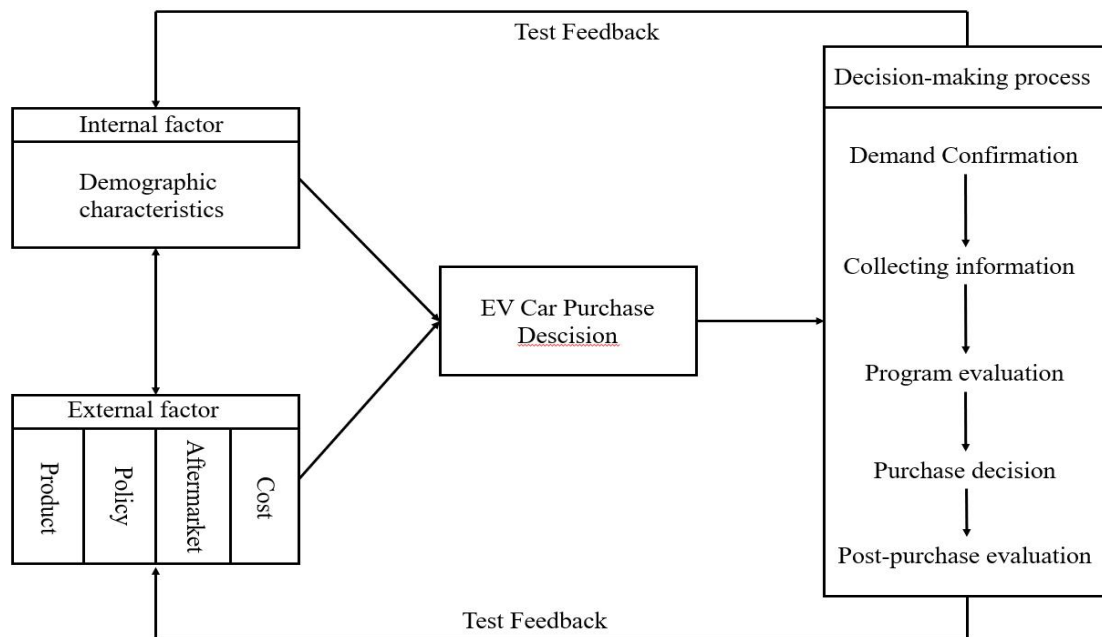 Test Feedback
Decision-making process
Internal factor
Demographic
characteristics
Demand Confirmation
Collecting information
EV Car Purchase
Descision
Program evaluation
External factor
Product
Policy
Aftermarket
Cost
Purchase decision
Post-purchase evaluation
Test Feedback